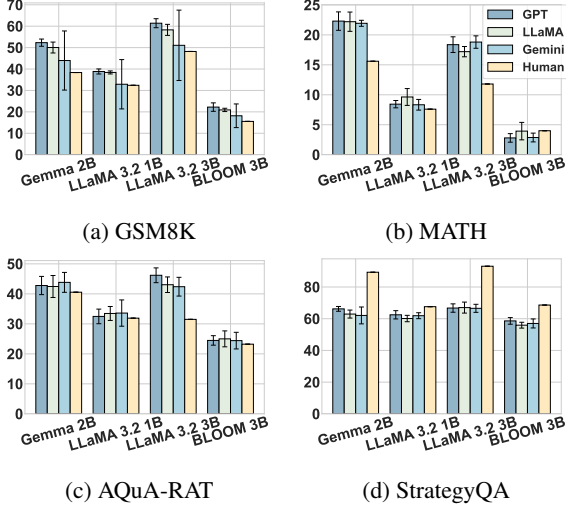 70
60
50
40
30
20
10
0
Gemma 2B
LLaMA 3.2 1B
LLaMA 3.2 3B
BLOOM 3B
(a) GSM8K
25
20
15
10
5
0
GPT
LLaMA
Gemini
Human
Gemma 2B
LLaMA 3.2 1B
LLaMA 3.2 3B
BLOOM 3B
(b) MATH
50
40
30
20
10
0
Gemma 2B
LLaMA 3.2 1B
LLaMA 3.2 3B
BLOOM 3B
(c) AQuA-RAT
80
60
40
20
0
Gemma 2B
LLaMA 3.2 1B
LLaMA 3.2 3B
BLOOM 3B
(d) StrategyQA